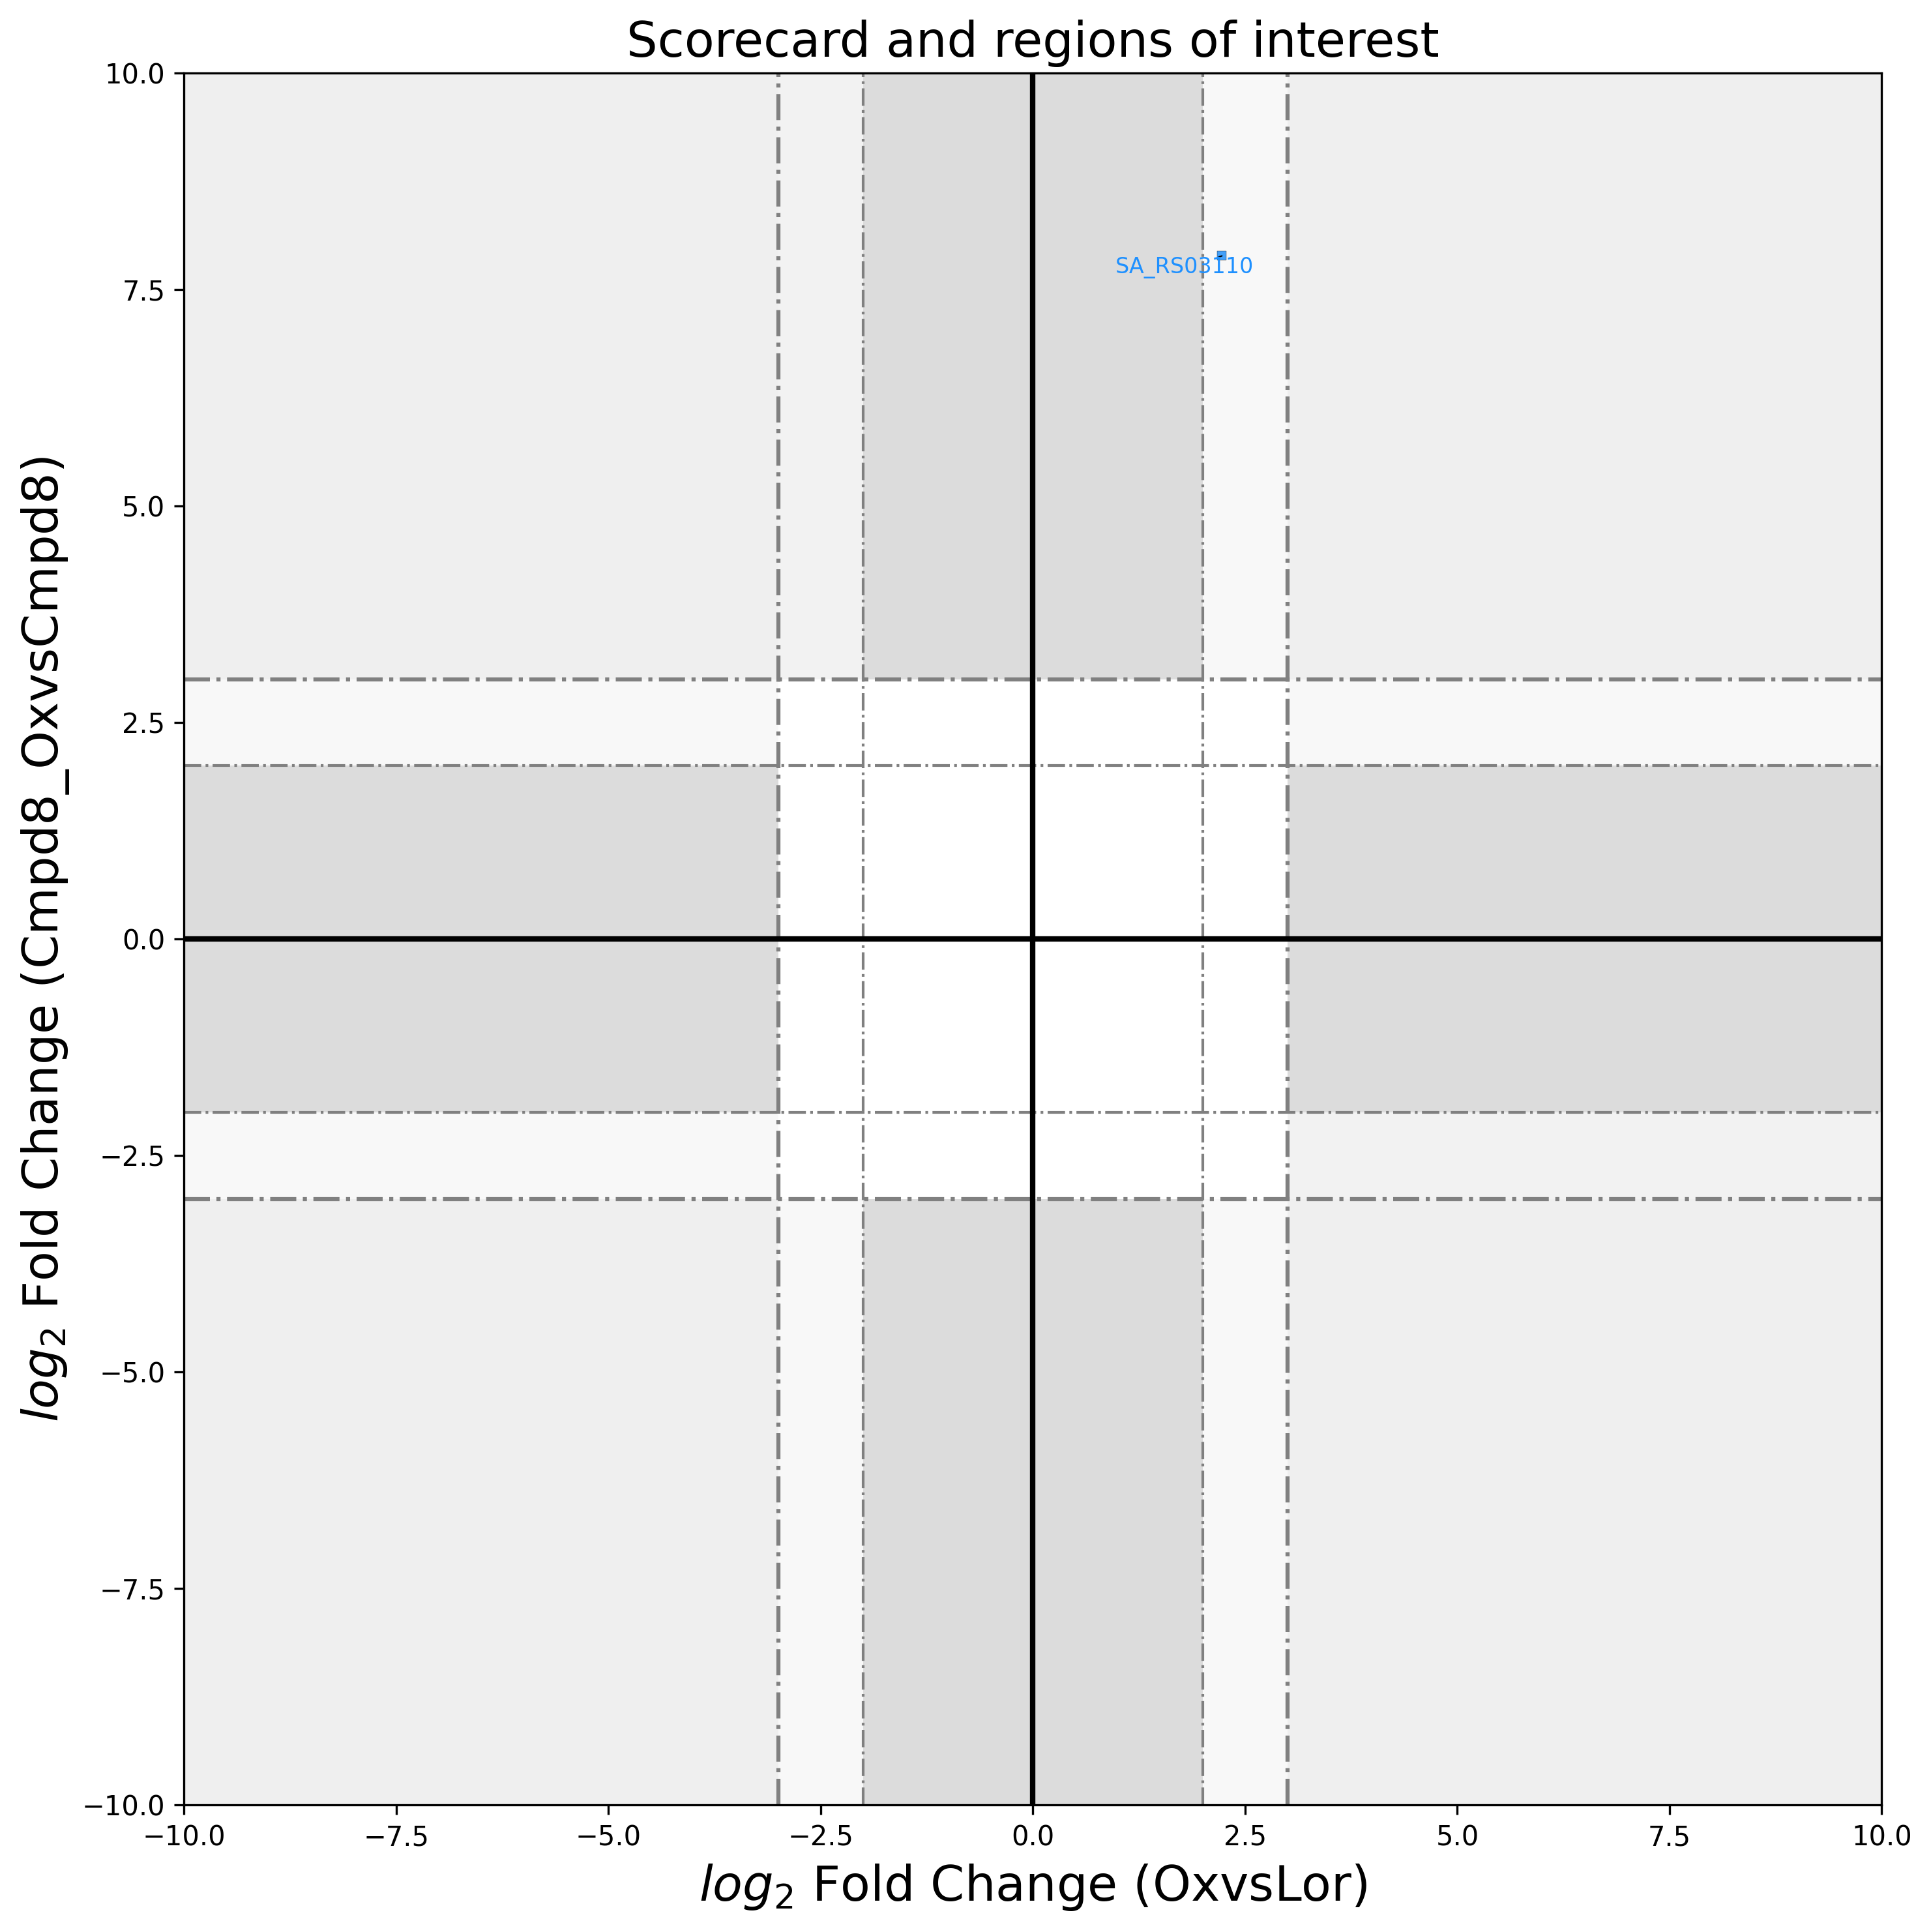 Scorecard and regions of interest
log₂ Fold Change (Cmpd8_OxvsCmpd8)
10.0
7.5
5.0
2.5
0.0
−2.5
−5.0
−7.5
−10.0
SA_RS03110
−10.0 −7.5 −5.0 −2.5 0.0 2.5 5.0 7.5 10.0
log₂ Fold Change (OxvsLor)